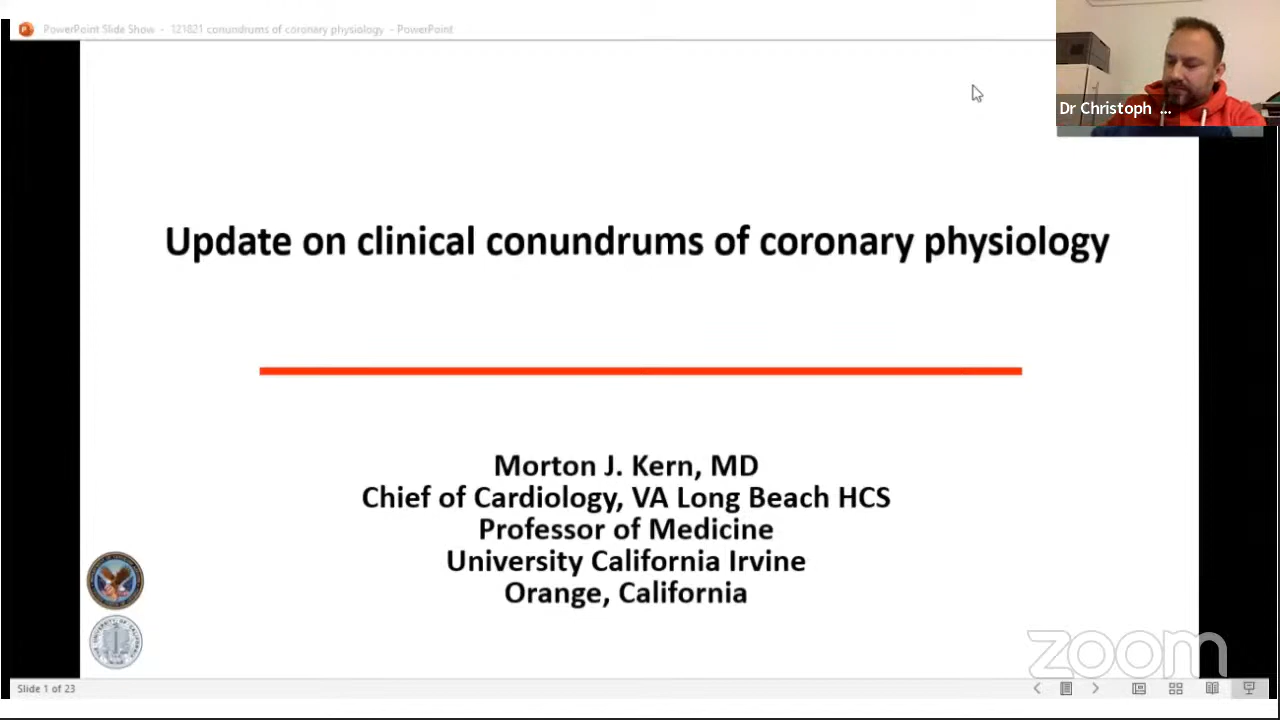 PowerPoint Slide Show - 121821 conundrums of coronary physiology - PowerPoint
Dr Christoph ...
Update on clinical conundrums of coronary physiology
Morton J. Kern, MD
Chief of Cardiology, VA Long Beach HCS
Professor of Medicine
University California Irvine
Orange, California
zoom
Slide 1 of 23